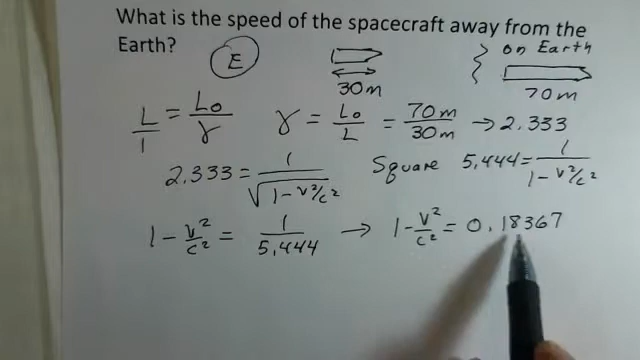 What is the speed of the spacecraft away from the
Earth?
E
30m
on Earth
70m
L/1 = L₀/γ γ = L₀/L = 70m/30m → 2.333
2.333 = 1/√(1-v²/c²) Square 5.444 = 1/(1-v²/c²)
1 - v²/c² = 1/5.444 → 1 - v²/c² = 0.18367